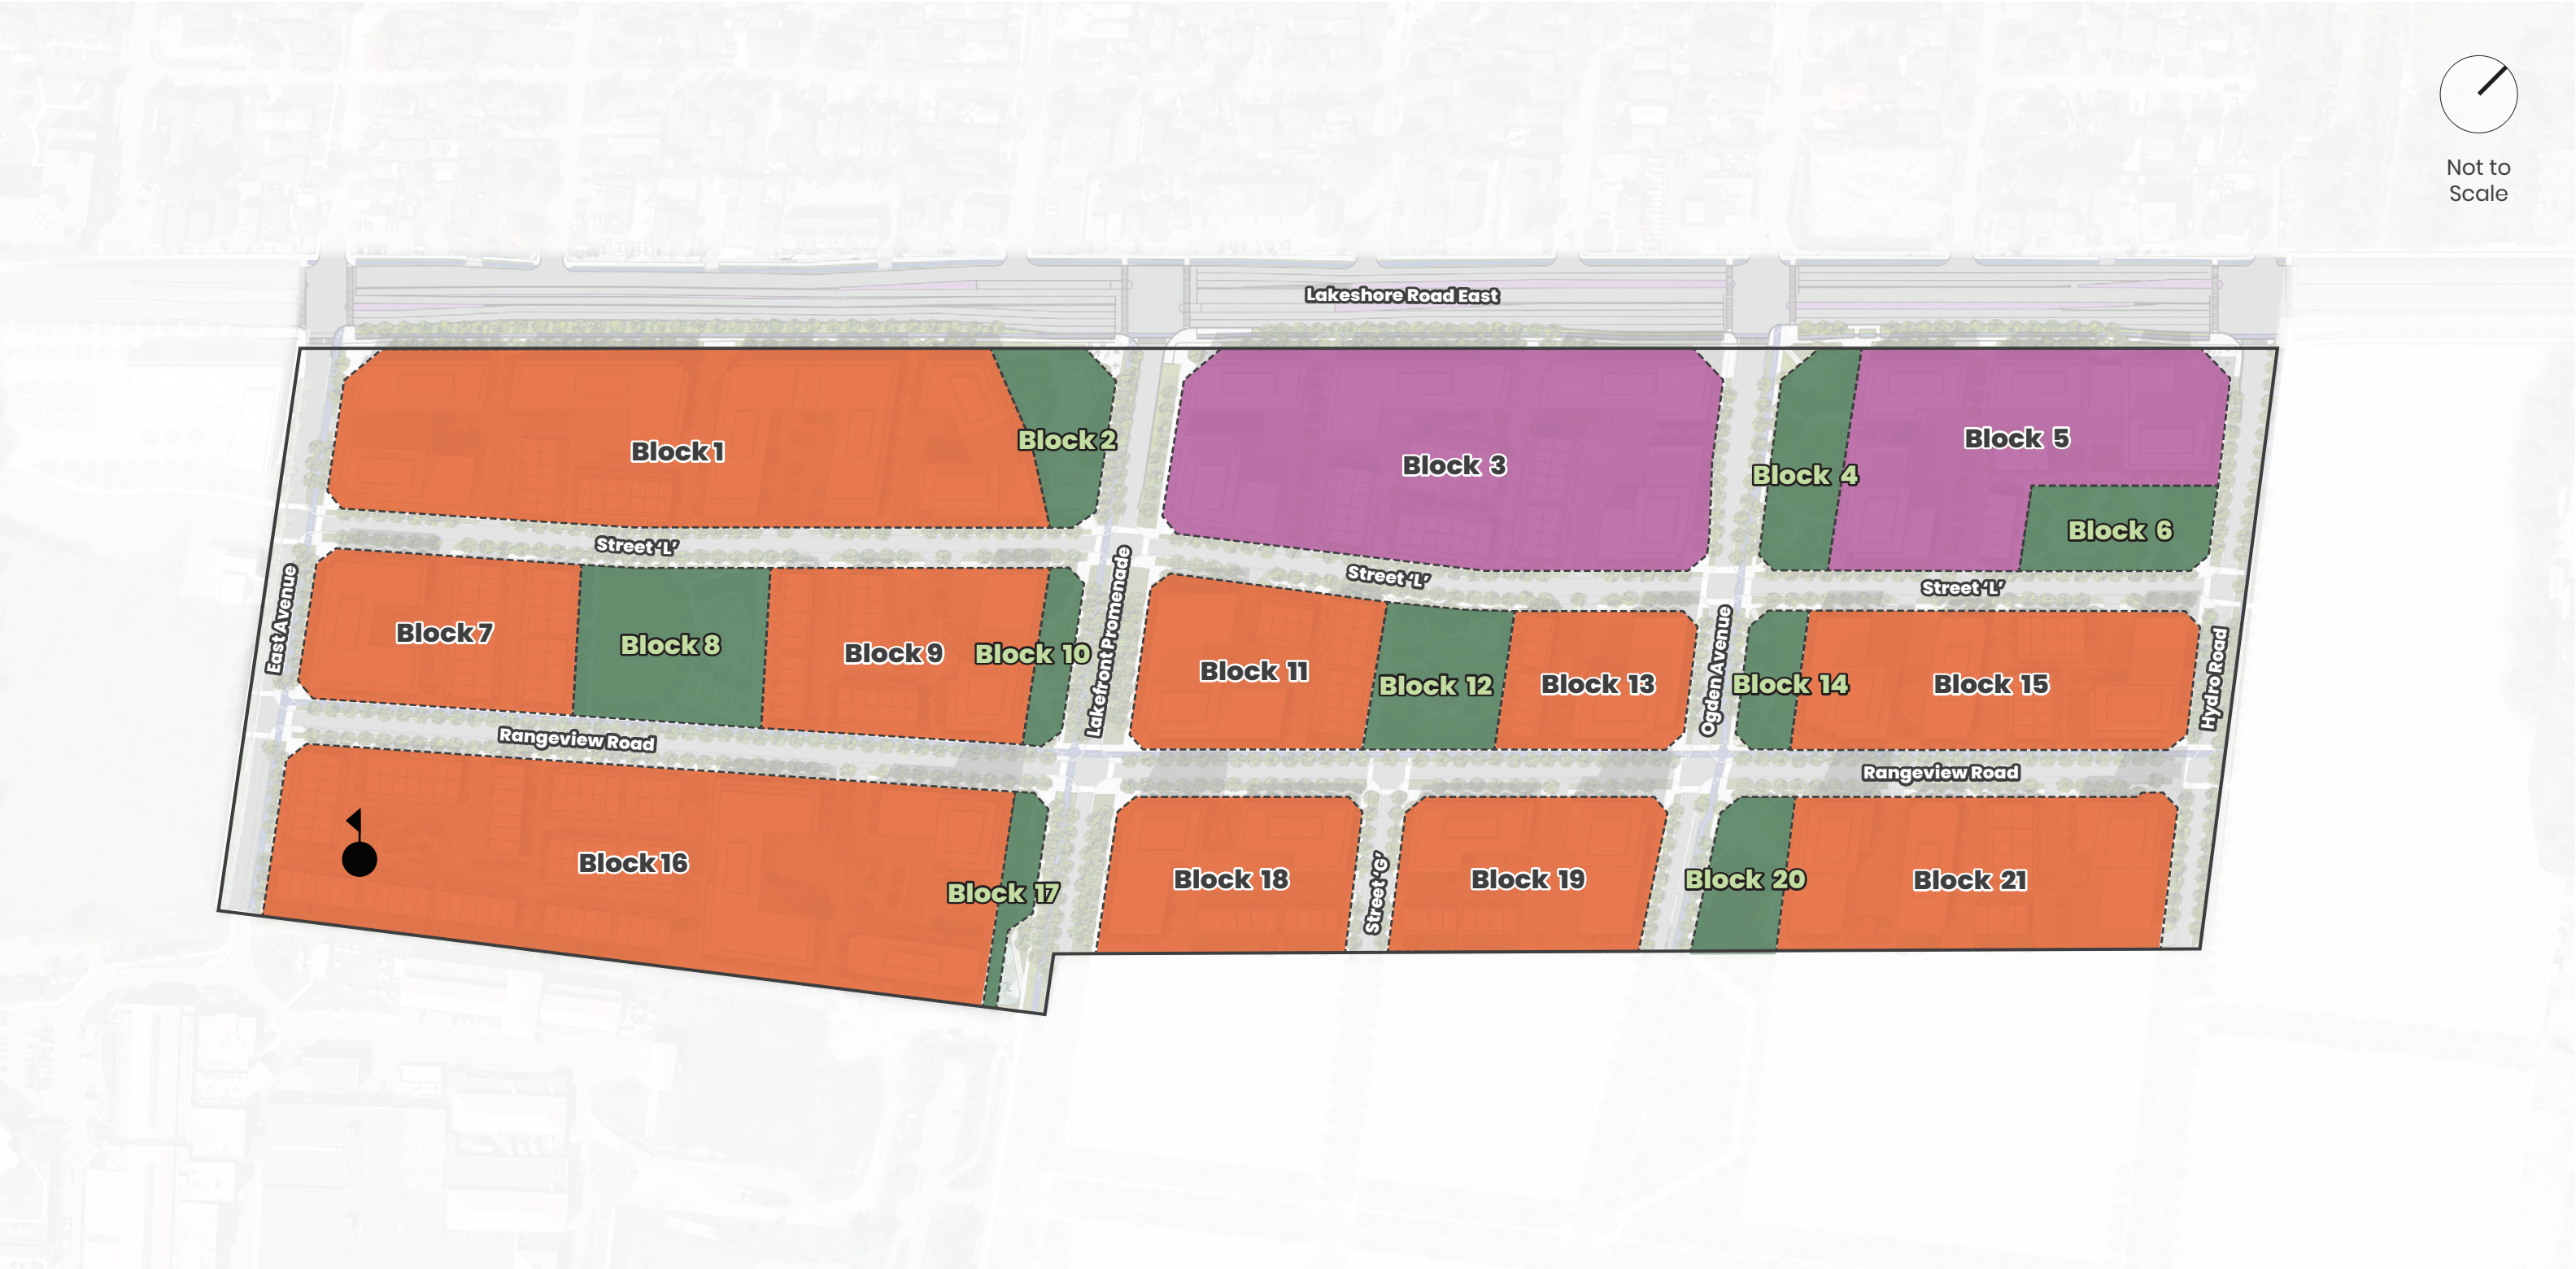 Not to
Scale
Lakeshore Road East
Block 1
Block 2
Block 3
Block 4
Block 5
Block 6
Street ‘L’
Street ‘L’
Street ‘L’
East Avenue
Block 7
Block 8
Block 9
Block 10
Lakefront Promenade
Block 11
Block 12
Block 13
Ogden Avenue
Block 14
Block 15
Hydro Road
Rangeview Road
Rangeview Road
Block 16
Block 17
Block 18
Street ‘G’
Block 19
Block 20
Block 21